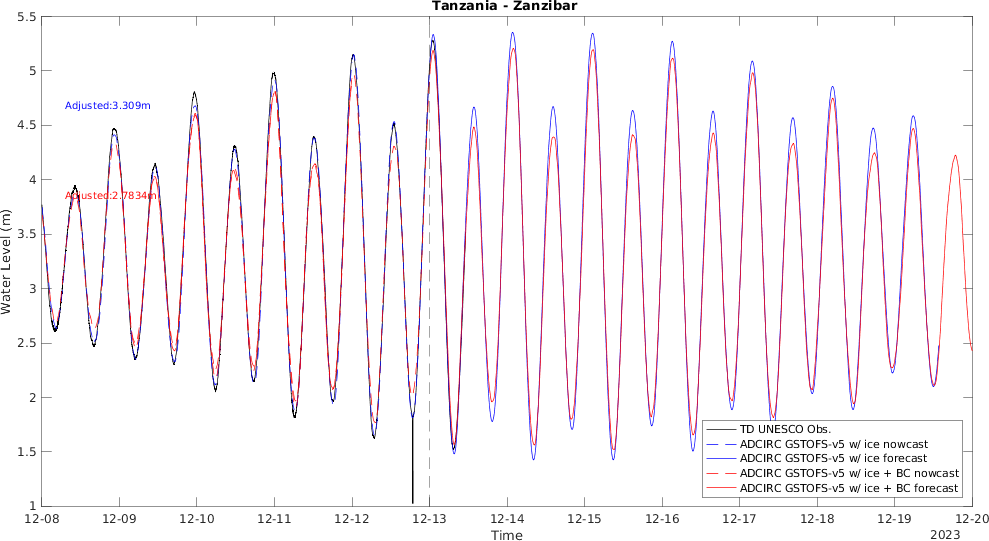 Tanzania - Zanzibar
5.5
5
4.5
4
3.5
3
2.5
2
1.5
1
Water Level (m)
Adjusted:3.309m
Adjusted:2.7834m
TD UNESCO Obs.
ADCIRC GSTOFS-v5 w/ ice nowcast
ADCIRC GSTOFS-v5 w/ ice forecast
ADCIRC GSTOFS-v5 w/ ice + BC nowcast
ADCIRC GSTOFS-v5 w/ ice + BC forecast
12-08 12-09 12-10 12-11 12-12 12-13 12-14 12-15 12-16 12-17 12-18 12-19 12-20
Time
2023